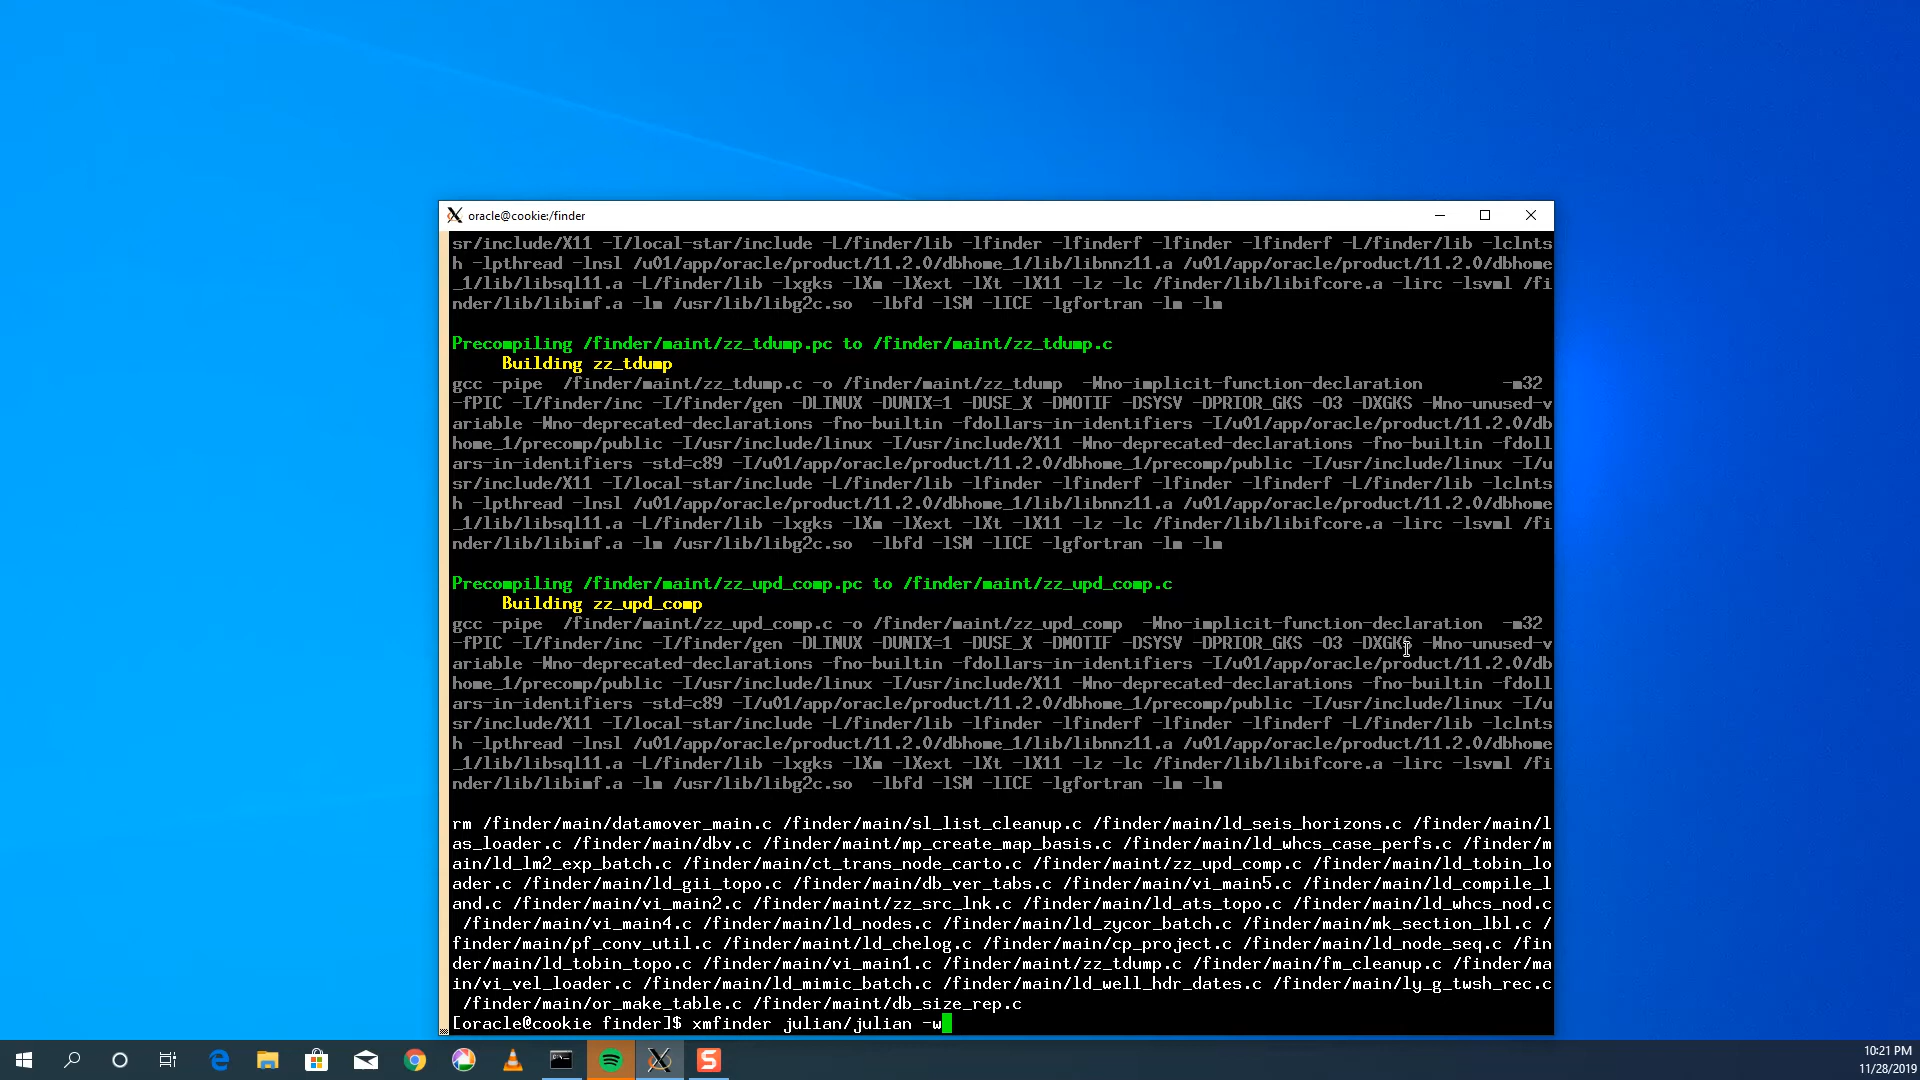 oracle@cookie:/finder
sr/include/X11 -I/local-star/include -L/finder/lib -lfinder -lfinderf -lfinder -lfinderf -L/finder/lib -lclnts
h -lpthread -lnsl /u01/app/oracle/product/11.2.0/dbhome_1/lib/libnnz11.a /u01/app/oracle/product/11.2.0/dbhome
_1/lib/libsql11.a -L/finder/lib -lxgks -lXm -lXext -lXt -lX11 -lz -lc /finder/lib/libifcore.a -lirc -lsvml /fi
nder/lib/libimf.a -lm /usr/lib/libg2c.so  -lbfd -lSM -lICE -lgfortran -lm -lm
Precompiling /finder/maint/zz_tdump.pc to /finder/maint/zz_tdump.c
Building zz_tdump
gcc -pipe  /finder/maint/zz_tdump.c -o /finder/maint/zz_tdump  -Wno-implicit-function-declaration        -m32
-fPIC -I/finder/inc -I/finder/gen -DLINUX -DUNIX=1 -DUSE_X -DMOTIF -DSYSV -DPRIOR_GKS -O3 -DXGKS -Wno-unused-v
ariable -Wno-deprecated-declarations -fno-builtin -fdollars-in-identifiers -I/u01/app/oracle/product/11.2.0/db
home_1/precomp/public -I/usr/include/linux -I/usr/include/X11 -Wno-deprecated-declarations -fno-builtin -fdoll
ars-in-identifiers -std=c89 -I/u01/app/oracle/product/11.2.0/dbhome_1/precomp/public -I/usr/include/linux -I/u
sr/include/X11 -I/local-star/include -L/finder/lib -lfinder -lfinderf -lfinder -lfinderf -L/finder/lib -lclnts
h -lpthread -lnsl /u01/app/oracle/product/11.2.0/dbhome_1/lib/libnnz11.a /u01/app/oracle/product/11.2.0/dbhome
_1/lib/libsql11.a -L/finder/lib -lxgks -lXm -lXext -lXt -lX11 -lz -lc /finder/lib/libifcore.a -lirc -lsvml /fi
nder/lib/libimf.a -lm /usr/lib/libg2c.so  -lbfd -lSM -lICE -lgfortran -lm -lm
Precompiling /finder/maint/zz_upd_comp.pc to /finder/maint/zz_upd_comp.c
Building zz_upd_comp
gcc -pipe  /finder/maint/zz_upd_comp.c -o /finder/maint/zz_upd_comp  -Wno-implicit-function-declaration  -m32
-fPIC -I/finder/inc -I/finder/gen -DLINUX -DUNIX=1 -DUSE_X -DMOTIF -DSYSV -DPRIOR_GKS -O3 -DXGKS -Wno-unused-v
ariable -Wno-deprecated-declarations -fno-builtin -fdollars-in-identifiers -I/u01/app/oracle/product/11.2.0/db
home_1/precomp/public -I/usr/include/linux -I/usr/include/X11 -Wno-deprecated-declarations -fno-builtin -fdoll
ars-in-identifiers -std=c89 -I/u01/app/oracle/product/11.2.0/dbhome_1/precomp/public -I/usr/include/linux -I/u
sr/include/X11 -I/local-star/include -L/finder/lib -lfinder -lfinderf -lfinder -lfinderf -L/finder/lib -lclnts
h -lpthread -lnsl /u01/app/oracle/product/11.2.0/dbhome_1/lib/libnnz11.a /u01/app/oracle/product/11.2.0/dbhome
_1/lib/libsql11.a -L/finder/lib -lxgks -lXm -lXext -lXt -lX11 -lz -lc /finder/lib/libifcore.a -lirc -lsvml /fi
nder/lib/libimf.a -lm /usr/lib/libg2c.so  -lbfd -lSM -lICE -lgfortran -lm -lm
rm /finder/main/datamover_main.c /finder/main/sl_list_cleanup.c /finder/main/ld_seis_horizons.c /finder/main/l
as_loader.c /finder/main/dbv.c /finder/maint/mp_create_map_basis.c /finder/main/ld_whcs_case_perfs.c /finder/m
ain/ld_lm2_exp_batch.c /finder/main/ct_trans_node_carto.c /finder/maint/zz_upd_comp.c /finder/main/ld_tobin_lo
ader.c /finder/main/ld_gii_topo.c /finder/main/db_ver_tabs.c /finder/main/vi_main5.c /finder/main/ld_compile_l
and.c /finder/main/vi_main2.c /finder/maint/zz_src_lnk.c /finder/main/ld_ats_topo.c /finder/main/ld_whcs_nod.c
/finder/main/vi_main4.c /finder/main/ld_nodes.c /finder/main/ld_zycor_batch.c /finder/main/mk_section_lbl.c /
finder/main/pf_conv_util.c /finder/maint/ld_chelog.c /finder/main/cp_project.c /finder/main/ld_node_seq.c /fin
der/main/ld_tobin_topo.c /finder/main/vi_main1.c /finder/maint/zz_tdump.c /finder/main/fm_cleanup.c /finder/ma
in/vi_vel_loader.c /finder/main/ld_mimic_batch.c /finder/main/ld_well_hdr_dates.c /finder/main/ly_g_twsh_rec.c
/finder/main/or_make_table.c /finder/maint/db_size_rep.c
[oracle@cookie finder]$ xmfinder julian/julian -w
10:21 PM
11/28/2019